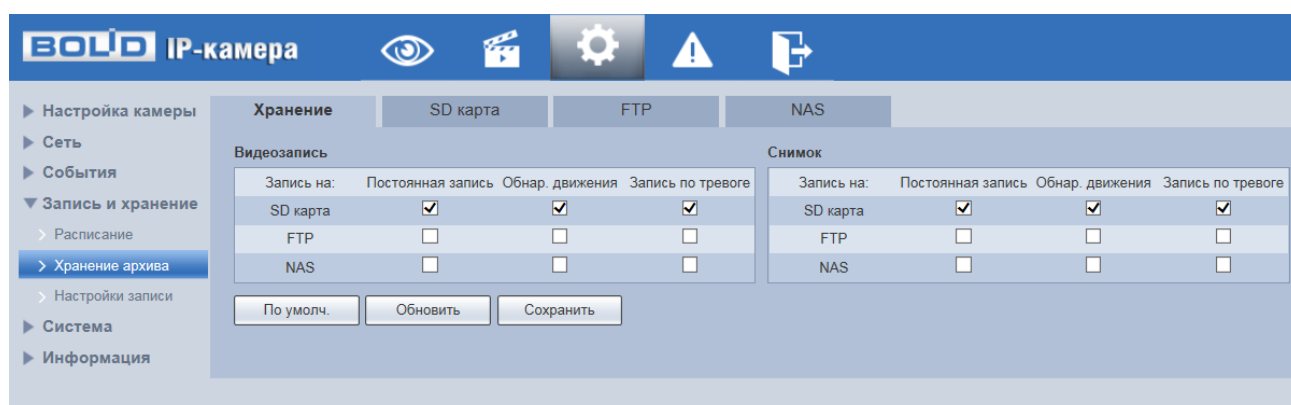 BOLID IP-камера
Настройка камеры
Сеть
События
Запись и хранение
Расписание
Хранение архива
Настройки записи
Система
Информация
Хранение SD карта FTP NAS
Видеозапись
Запись на: Постоянная запись Обнар. движения Запись по тревоге
SD карта
FTP
NAS
По умолч. Обновить Сохранить
Снимок
Запись на: Постоянная запись Обнар. движения Запись по тревоге
SD карта
FTP
NAS